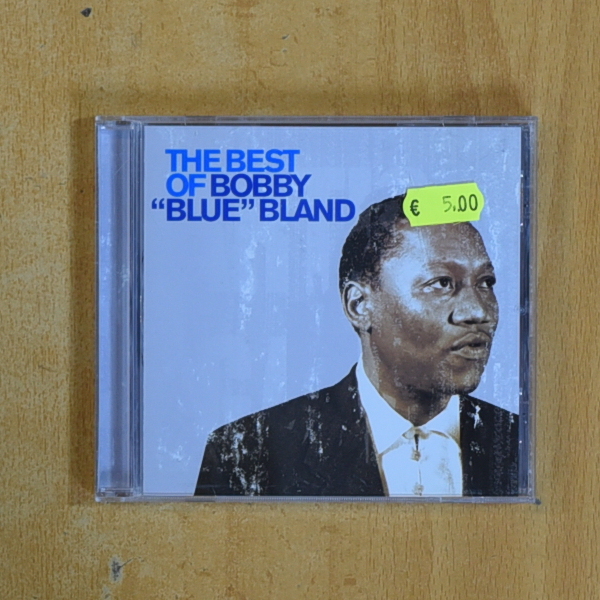 THE BEST
OF BOBBY
“BLUE” BLAND
€ 5.00